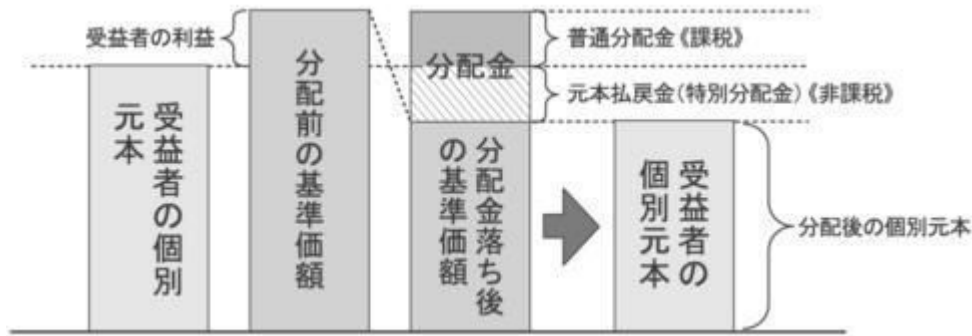 受益者の利益
普通分配金《課税》
分配金
元本払戻金(特別分配金)《非課税》
受益者の個別
元本
分配前の基準価額
分配金落ち後
の基準価額
受益者の
個別元本
分配後の個別元本